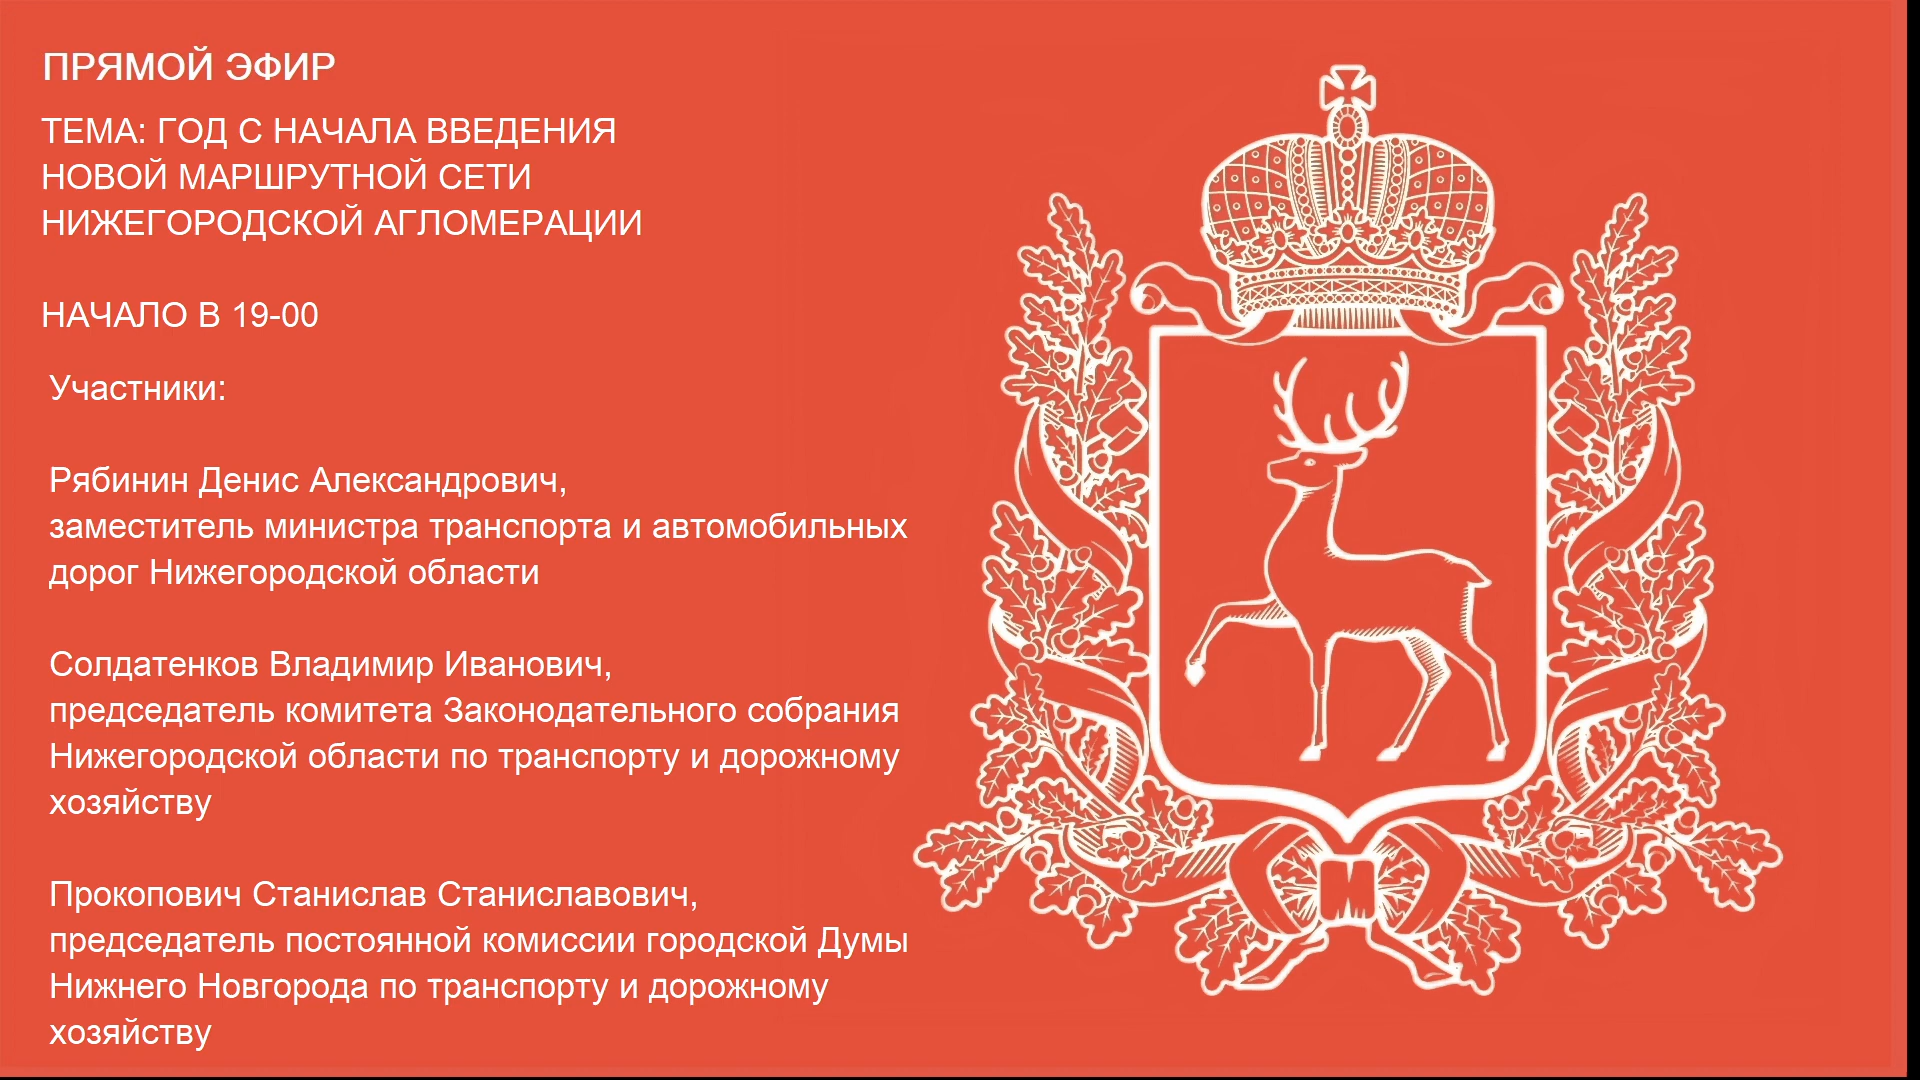 ПРЯМОЙ ЭФИР
ТЕМА: ГОД С НАЧАЛА ВВЕДЕНИЯ
НОВОЙ МАРШРУТНОЙ СЕТИ
НИЖЕГОРОДСКОЙ АГЛОМЕРАЦИИ
НАЧАЛО В 19-00
Участники:
Рябинин Денис Александрович,
заместитель министра транспорта и автомобильных
дорог Нижегородской области
Солдатенков Владимир Иванович,
председатель комитета Законодательного собрания
Нижегородской области по транспорту и дорожному
хозяйству
Прокопович Станислав Станиславович,
председатель постоянной комиссии городской Думы
Нижнего Новгорода по транспорту и дорожному
хозяйству